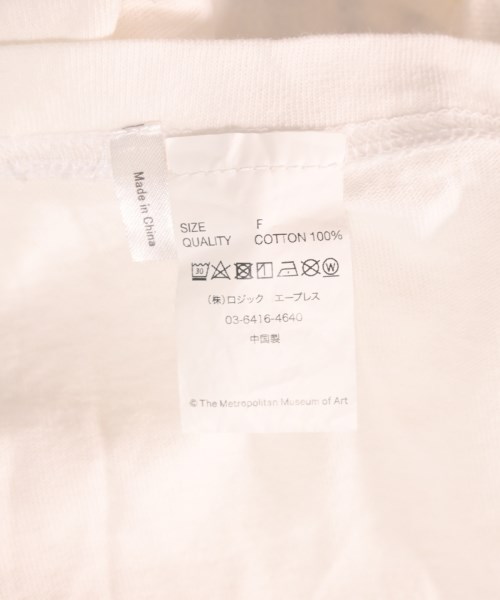 Made in China
SIZE F
QUALITY COTTON 100%
30 W
(株)ロジック エープレス
03-6416-4640
中国製
© The Metropolitan Museum of Art